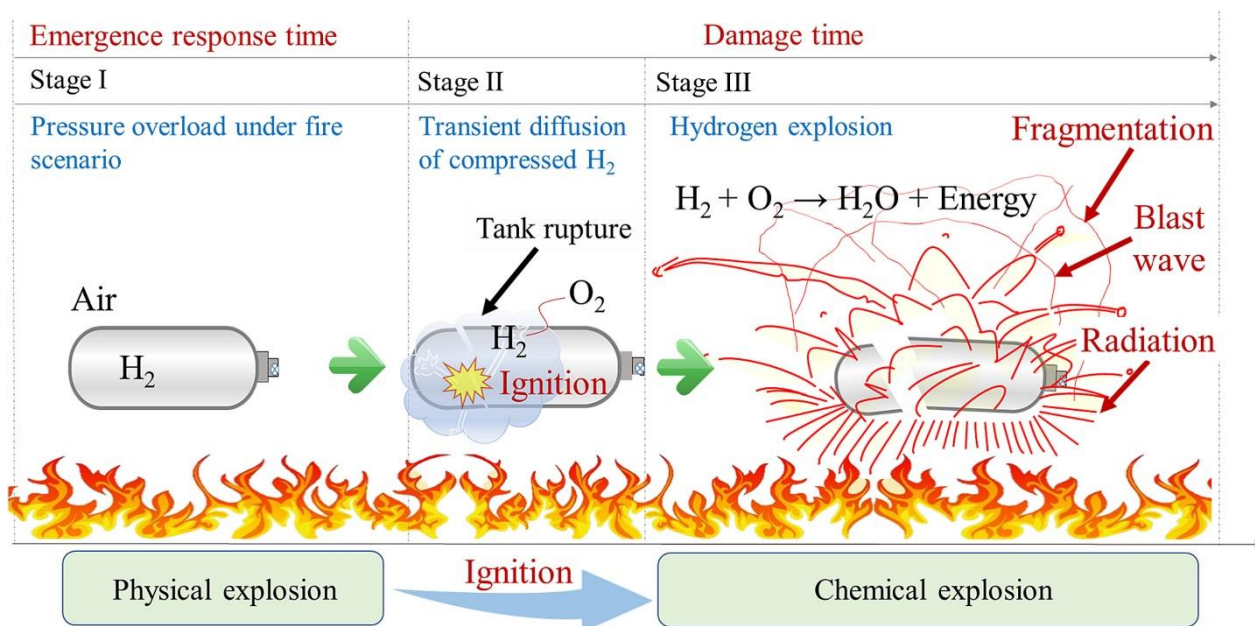 Emergence response time
Damage time
Stage I
Stage II
Stage III
Pressure overload under fire
scenario
Transient diffusion
of compressed H₂
Hydrogen explosion
Fragmentation
H₂ + O₂ → H₂O + Energy
Blast
wave
Tank rupture
Air
O₂
H₂
H₂
Ignition
Radiation
Physical explosion
Ignition
Chemical explosion